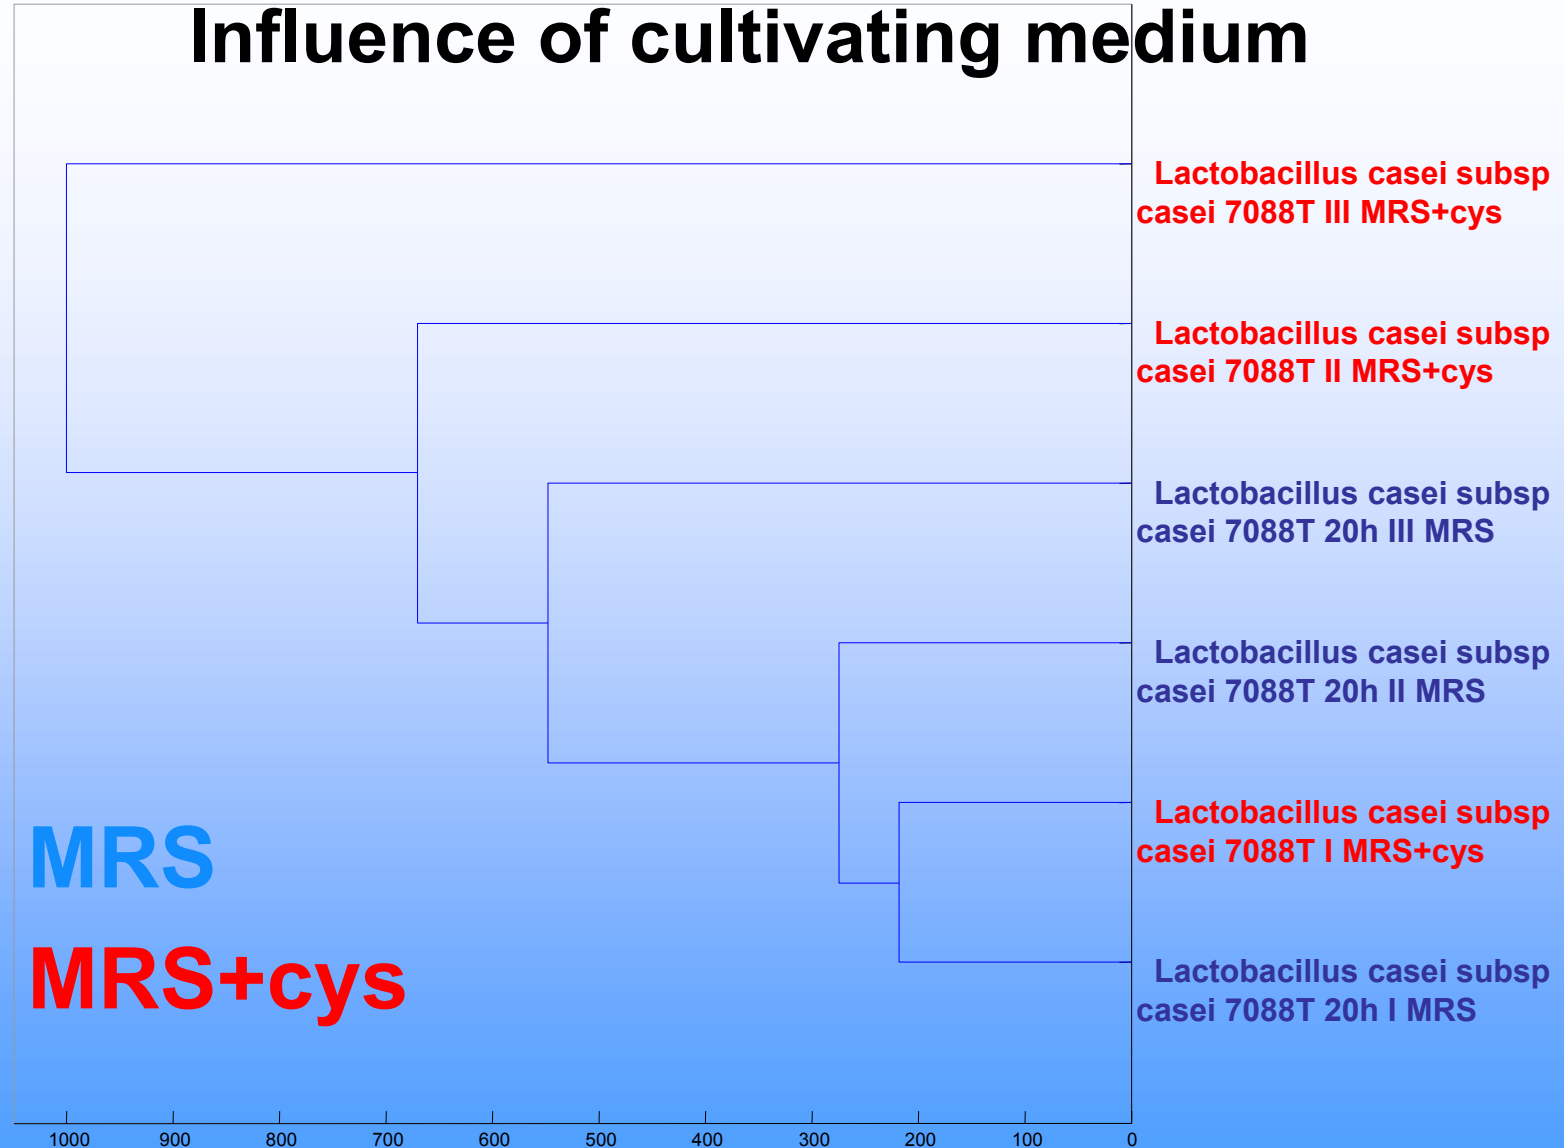 Influence of cultivating medium
Lactobacillus casei subsp
casei 7088T III MRS+cys
Lactobacillus casei subsp
casei 7088T II MRS+cys
Lactobacillus casei subsp
casei 7088T 20h III MRS
Lactobacillus casei subsp
casei 7088T 20h II MRS
Lactobacillus casei subsp
casei 7088T I MRS+cys
Lactobacillus casei subsp
casei 7088T 20h I MRS
MRS
MRS+cys
1000 900 800 700 600 500 400 300 200 100 0